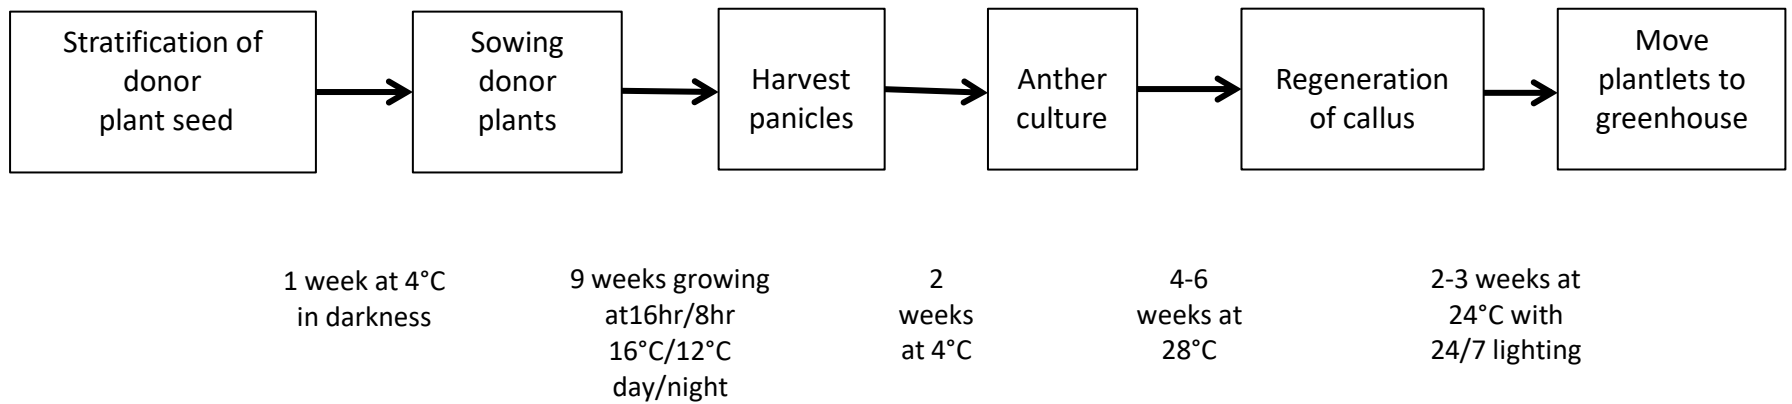 Stratification of
donor
plant seed
Sowing
donor
plants
Harvest
panicles
Anther
culture
Regeneration
of callus
Move
plantlets to
greenhouse
1 week at 4°C
in darkness
9 weeks growing
at16hr/8hr
16°C/12°C
day/night
2
weeks
at 4°C
4-6
weeks at
28°C
2-3 weeks at
24°C with
24/7 lighting